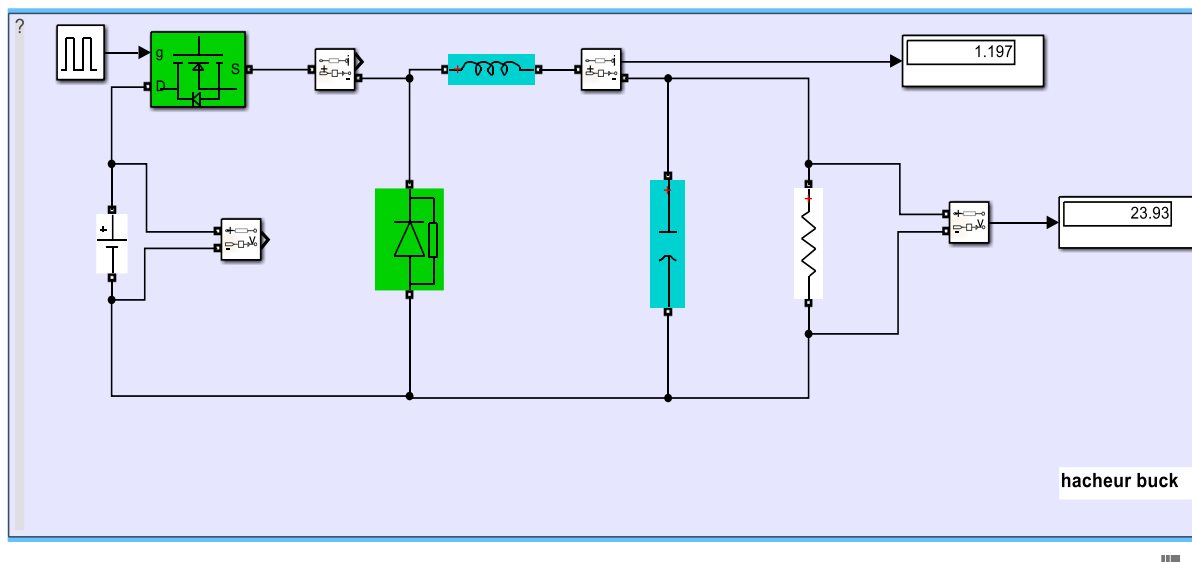 ?
g
S
D
1.197
+
i
+
-
i
+
-
23.93
+
+
-
V
+
-
V
hacheur buck